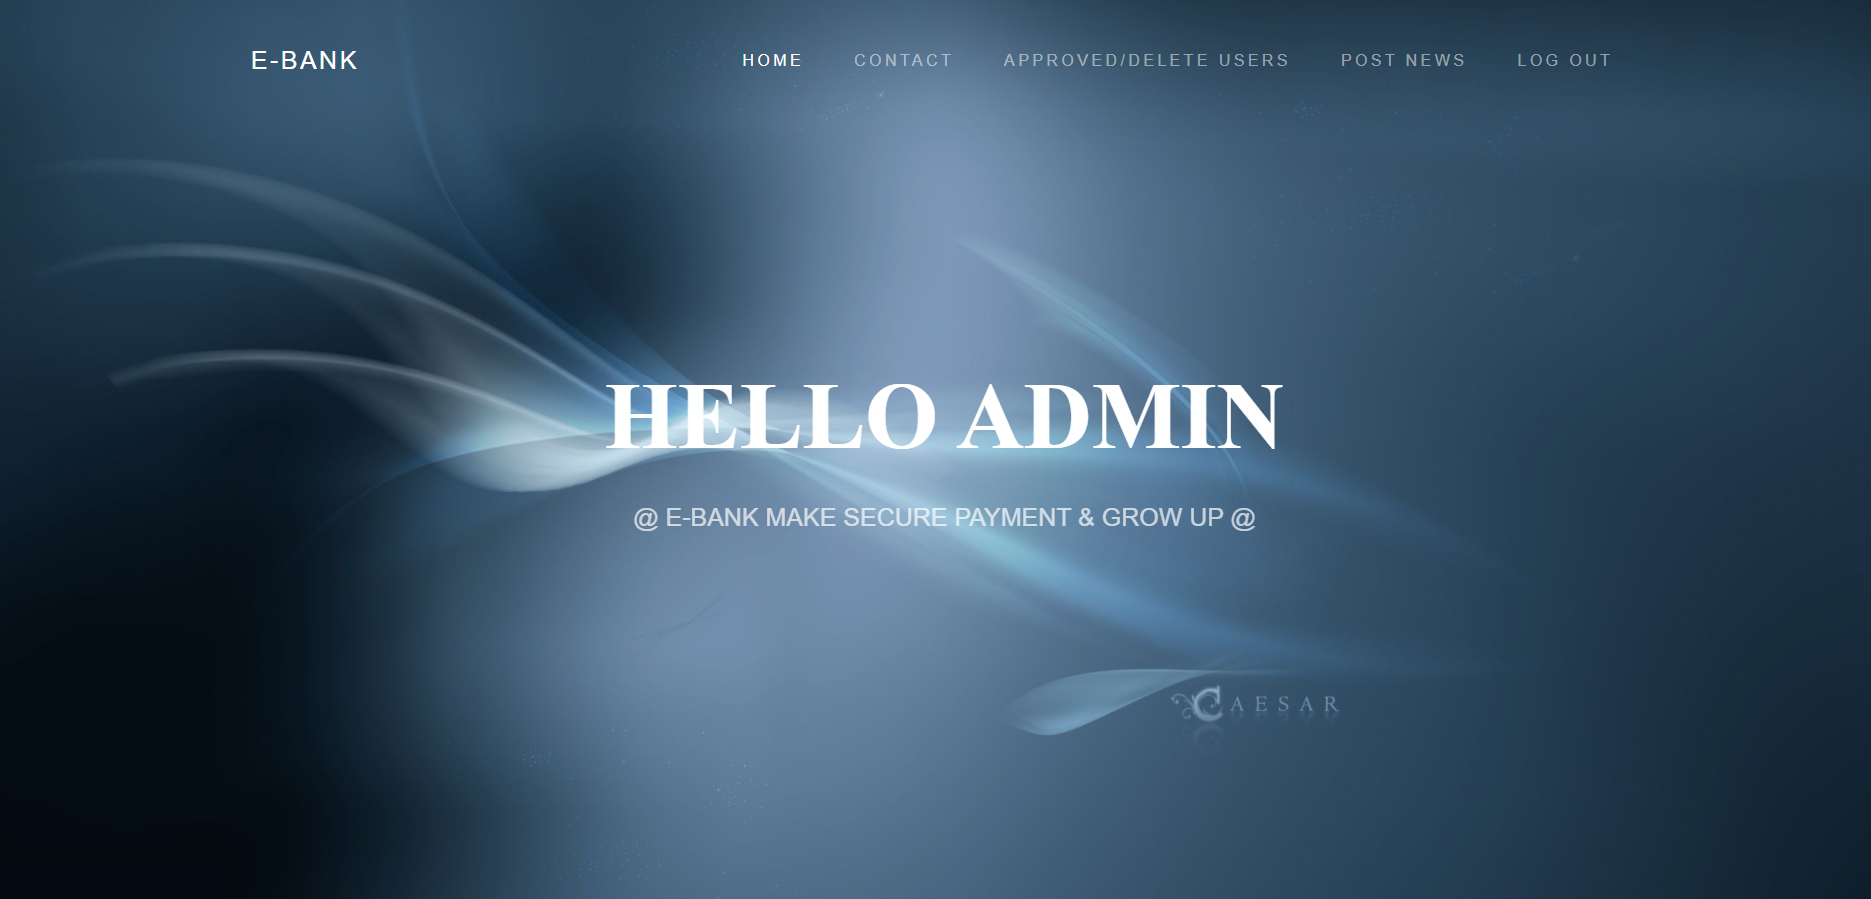 E-BANK
HOME CONTACT APPROVED/DELETE USERS POST NEWS LOG OUT
HELLO ADMIN
@ E-BANK MAKE SECURE PAYMENT & GROW UP @
CAESAR